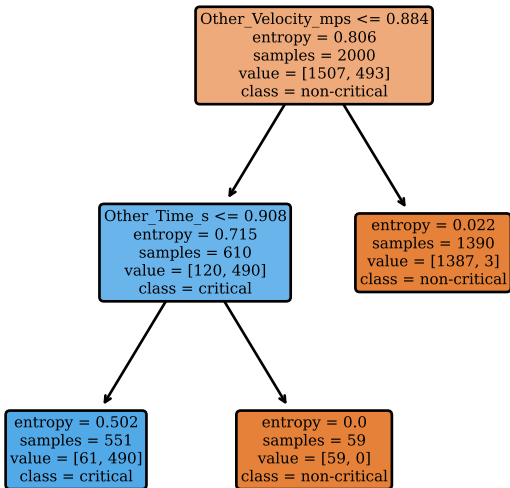 Other_Velocity_mps <= 0.884
entropy = 0.806
samples = 2000
value = [1507, 493]
class = non-critical
Other_Time_s <= 0.908
entropy = 0.715
samples = 610
value = [120, 490]
class = critical
entropy = 0.022
samples = 1390
value = [1387, 3]
class = non-critical
entropy = 0.502
samples = 551
value = [61, 490]
class = critical
entropy = 0.0
samples = 59
value = [59, 0]
class = non-critical